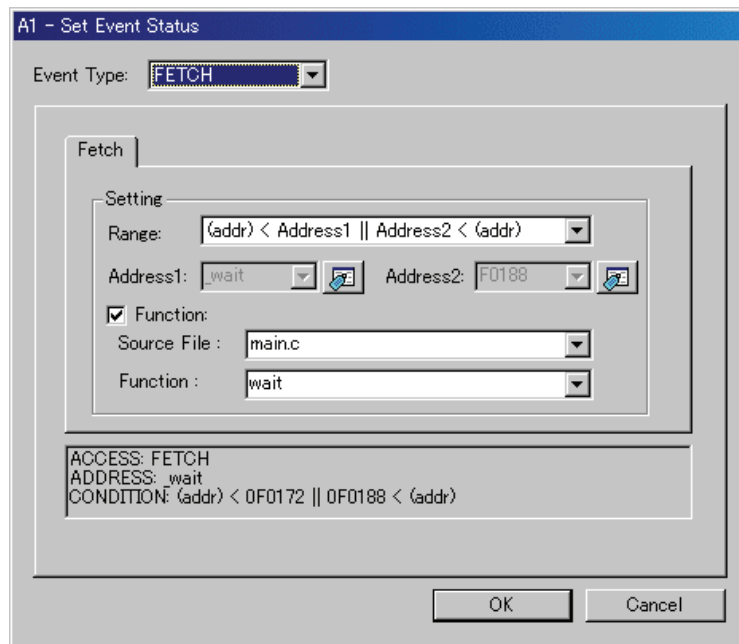 A1 - Set Event Status
Event Type: FETCH
Fetch
Setting
Range: (addr) < Address1 || Address2 < (addr)
Address1: _wait Address2: F0188
Function:
Source File : main.c
Function : wait
ACCESS: FETCH
ADDRESS: _wait
CONDITION: (addr) < 0F0172 || 0F0188 < (addr)
OK Cancel